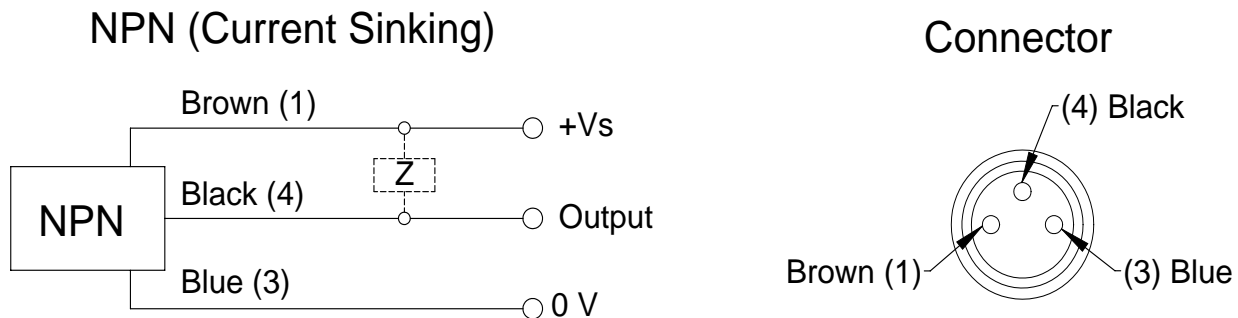 NPN (Current Sinking)
Brown (1)
+Vs
Z
NPN
Black (4)
Output
Blue (3)
0 V
Connector
(4) Black
Brown (1)
(3) Blue